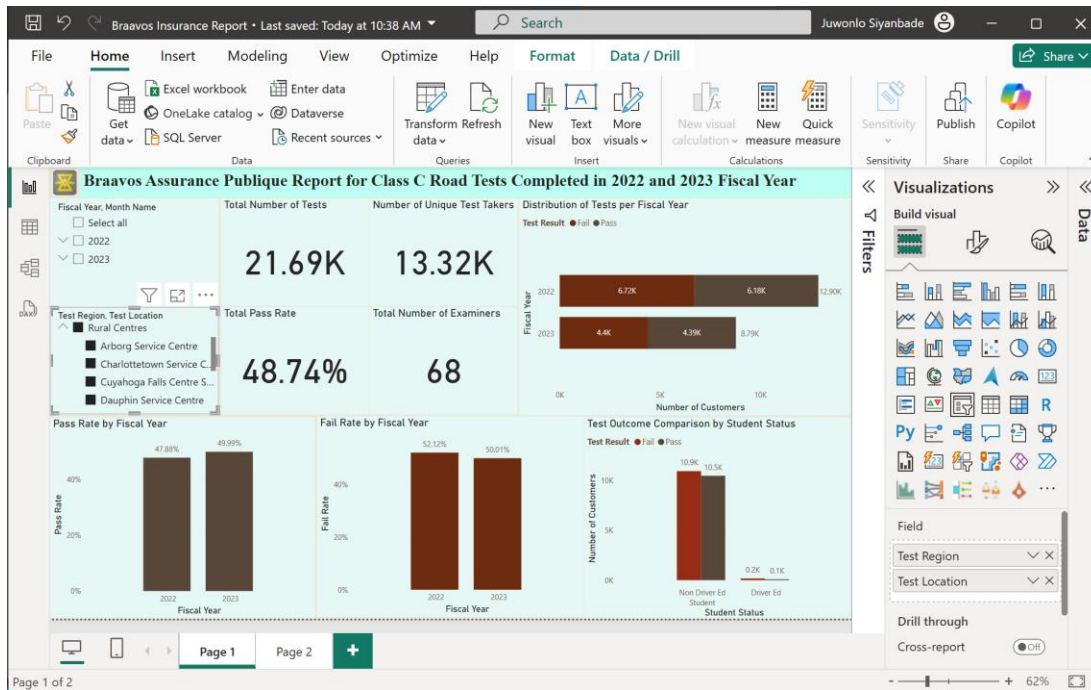 Braavos Insurance Report • Last saved: Today at 10:38 AM
Search
Juwonlo Siyanbade
File Home Insert Modeling View Optimize Help Format Data / Drill Share
Paste
Get data
Excel workbook
OneLake catalog
SQL Server
Enter data
Dataverse
Recent sources
Transform data
Refresh
New visual
Text box
More visuals
New visual calculation
New measure
Quick measure
Sensitivity
Publish
Copilot
Clipboard Data Queries Insert Calculations Sensitivity Share Copilot
Braavos Assurance Publique Report for Class C Road Tests Completed in 2022 and 2023 Fiscal Year
Fiscal Year, Month Name
Select all
2022
2023
Total Number of Tests
21.69K
Number of Unique Test Takers
13.32K
Distribution of Tests per Fiscal Year
Test Result Fail Pass
Fiscal Year
2022 6.72K 6.18K 12.90K
2023 4.4K 4.39K 8.79K
0K 5K 10K
Number of Customers
Test Region, Test Location
Rural Centres
Arborg Service Centre
Charlottetown Service C...
Cuyahoga Falls Centre S...
Dauphin Service Centre
Total Pass Rate
48.74%
Total Number of Examiners
68
Pass Rate by Fiscal Year
Pass Rate
47.88% 49.99%
40%
20%
0%
2022 2023
Fiscal Year
Fail Rate by Fiscal Year
Fail Rate
52.12% 50.01%
40%
20%
0%
2022 2023
Fiscal Year
Test Outcome Comparison by Student Status
Test Result Fail Pass
Number of Customers
10.9K 10.5K
10K
5K
0K
0.2K 0.1K
Non Driver Ed Student
Driver Ed
Student Status
Filters
Visualizations
Build visual
123
R
Py
123
Field
Test Region
Test Location
Drill through
Cross-report Off
Data
DAX
Page 1 Page 2 +
Page 1 of 2
- + 62%